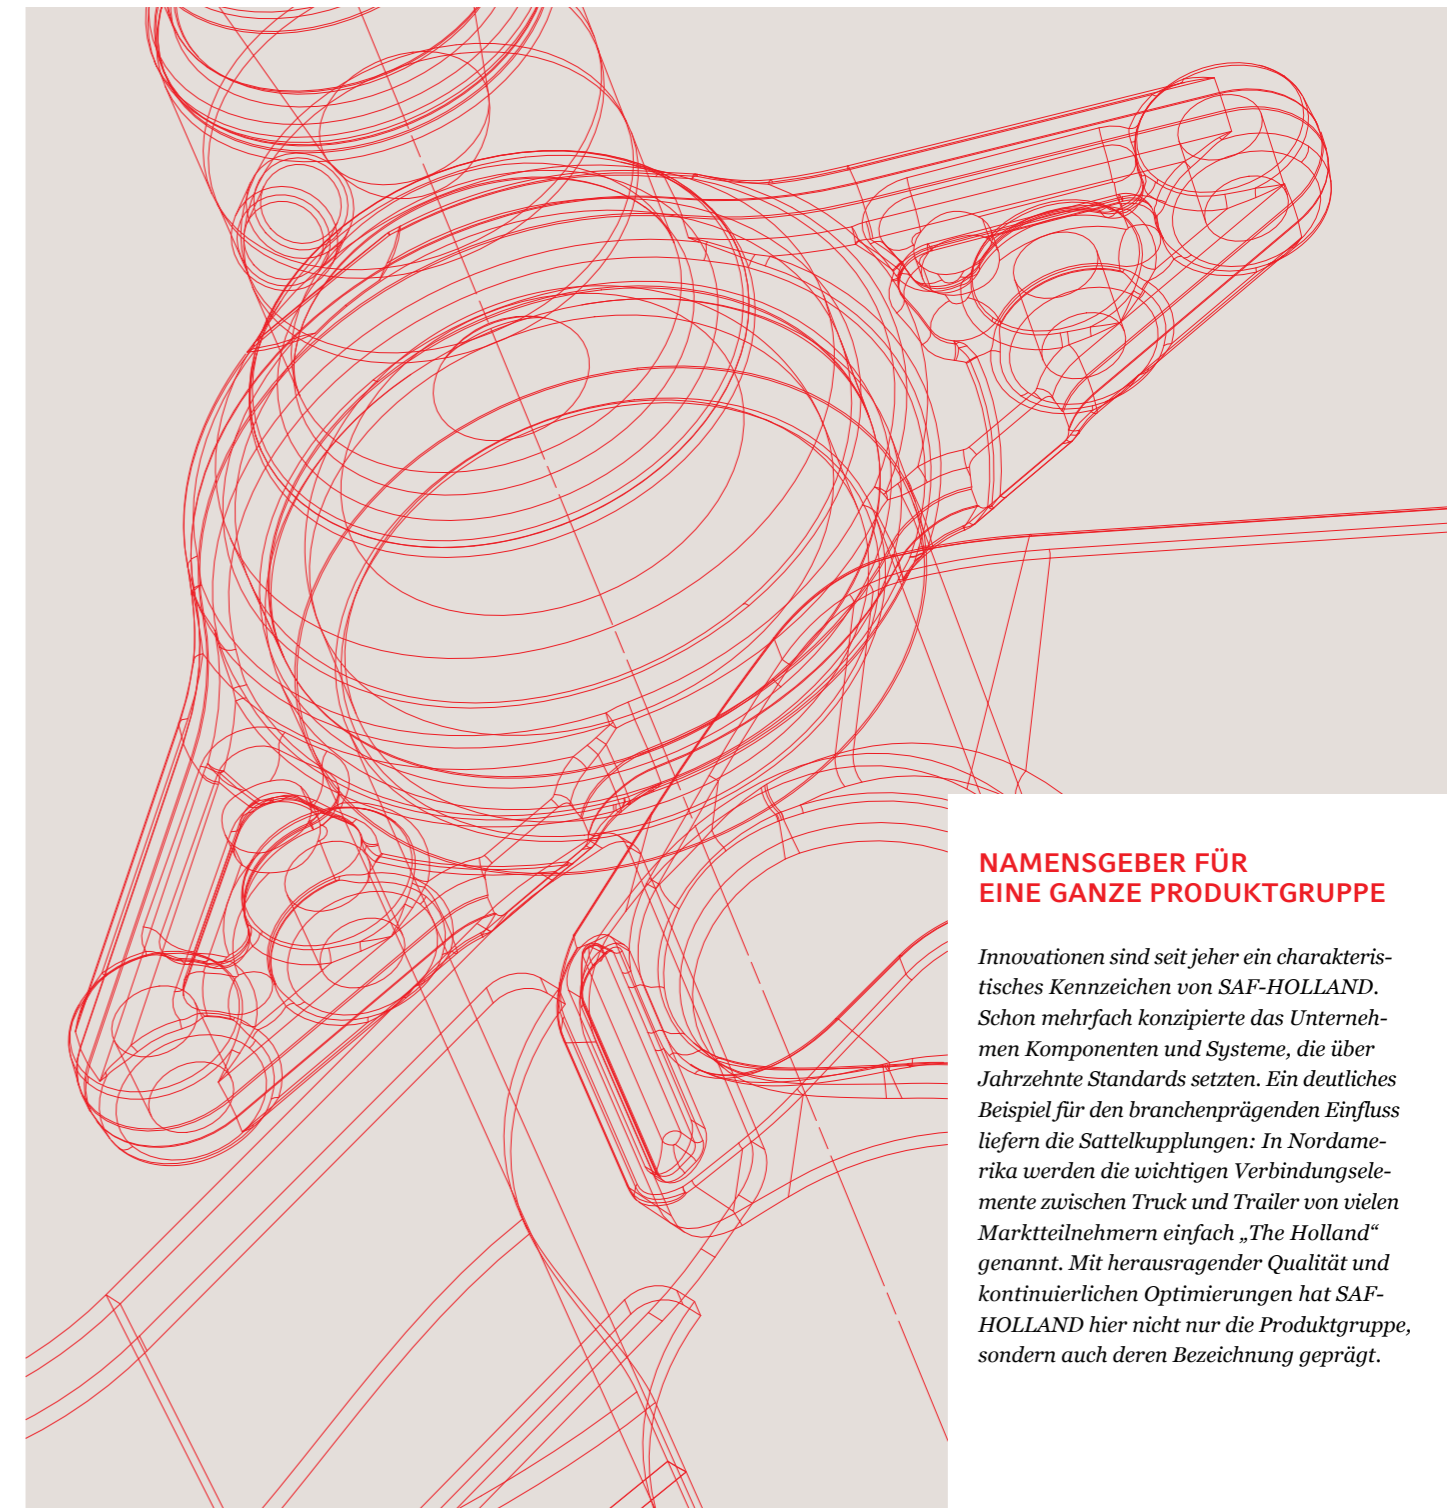 NAMENSGEBER FÜR
EINE GANZE PRODUKTGRUPPE
Innovationen sind seit jeher ein charakteris-
tisches Kennzeichen von SAF-HOLLAND.
Schon mehrfach konzipierte das Unterneh-
men Komponenten und Systeme, die über
Jahrzehnte Standards setzten. Ein deutliches
Beispiel für den branchenprägenden Einfluss
liefern die Sattelkupplungen: In Nordame-
rika werden die wichtigen Verbindungsele-
mente zwischen Truck und Trailer von vielen
Marktteilnehmern einfach „The Holland“
genannt. Mit herausragender Qualität und
kontinuierlichen Optimierungen hat SAF-
HOLLAND hier nicht nur die Produktgruppe,
sondern auch deren Bezeichnung geprägt.